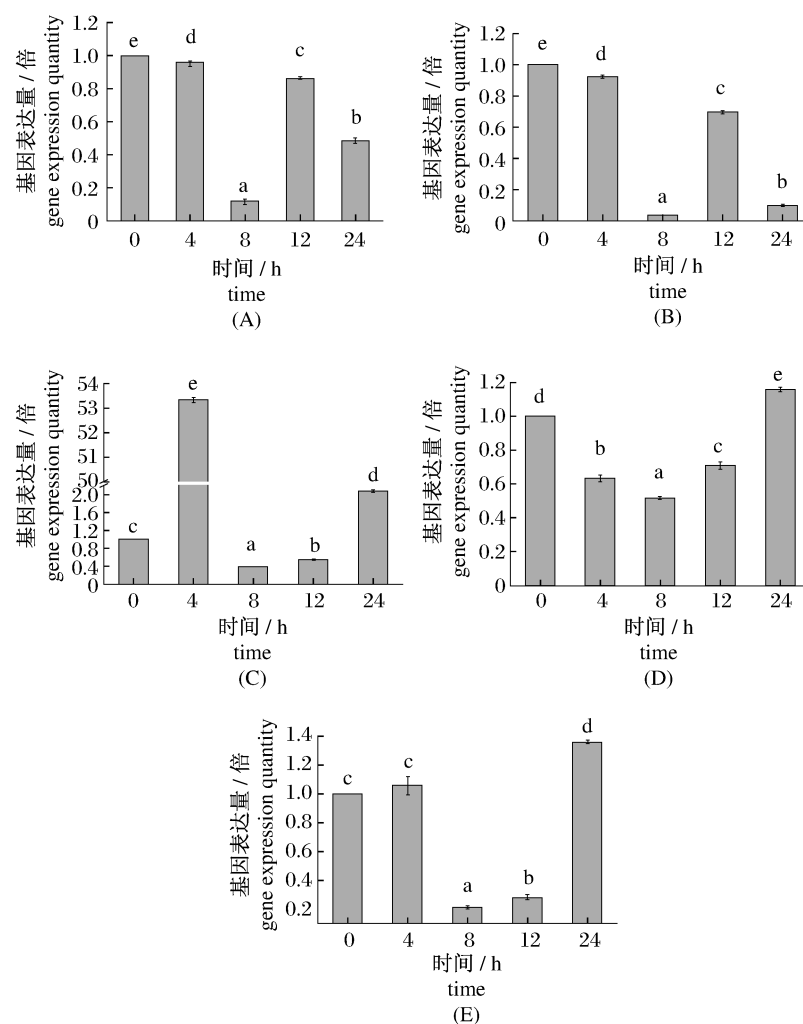 基因表达量 / 倍
gene expression quantity
1.2
1.0
0.8
0.6
0.4
0.2
0
e
d
a
c
b
0 4 8 12 24
时间 / h
time
(A)
基因表达量 / 倍
gene expression quantity
1.2
1.0
0.8
0.6
0.4
0.2
0
e
d
a
c
b
0 4 8 12 24
时间 / h
time
(B)
基因表达量 / 倍
gene expression quantity
54
53
52
51
50
2.0
1.6
1.2
0.8
0.4
0
c
e
a
b
d
0 4 8 12 24
时间 / h
time
(C)
基因表达量 / 倍
gene expression quantity
1.2
1.0
0.8
0.6
0.4
0.2
0
d
b
a
c
e
0 4 8 12 24
时间 / h
time
(D)
基因表达量 / 倍
gene expression quantity
1.4
1.2
1.0
0.8
0.6
0.4
0.2
c
c
a
b
d
0 4 8 12 24
时间 / h
time
(E)